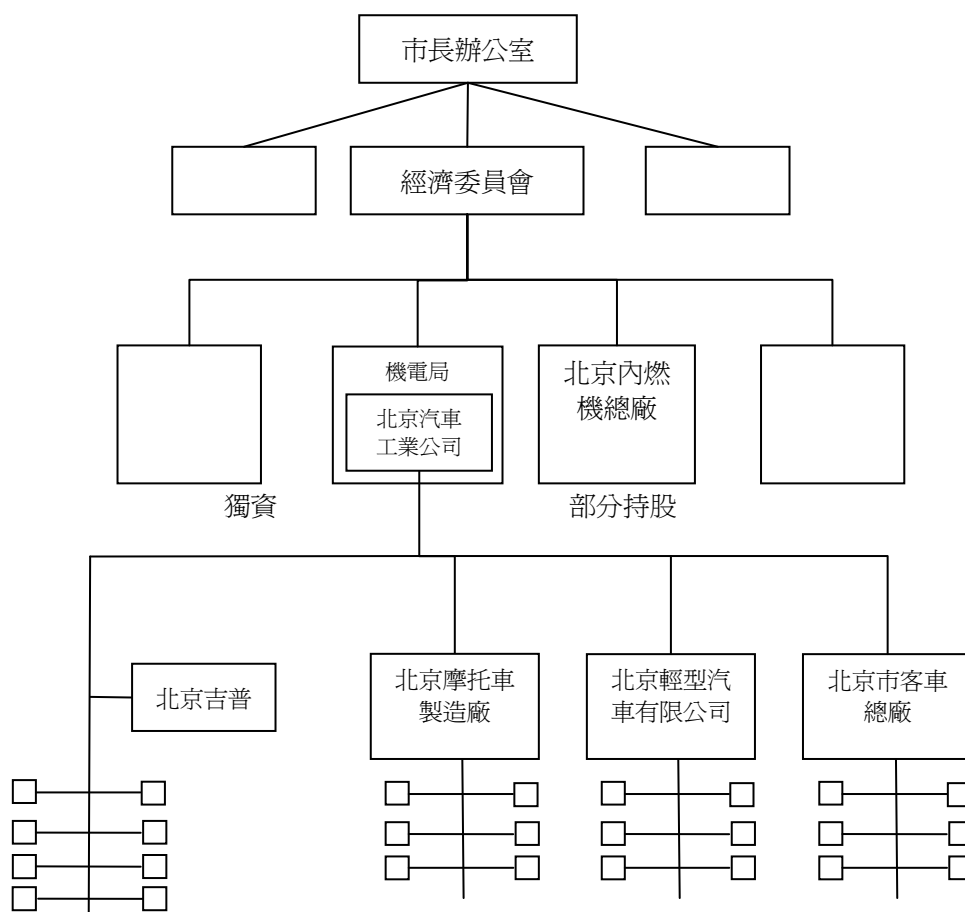 市長辦公室
經濟委員會
機電局
北京汽車
工業公司
北京內燃
機總廠
獨資
部分持股
北京吉普
北京摩托車
製造廠
北京輕型汽
車有限公司
北京市客車
總廠